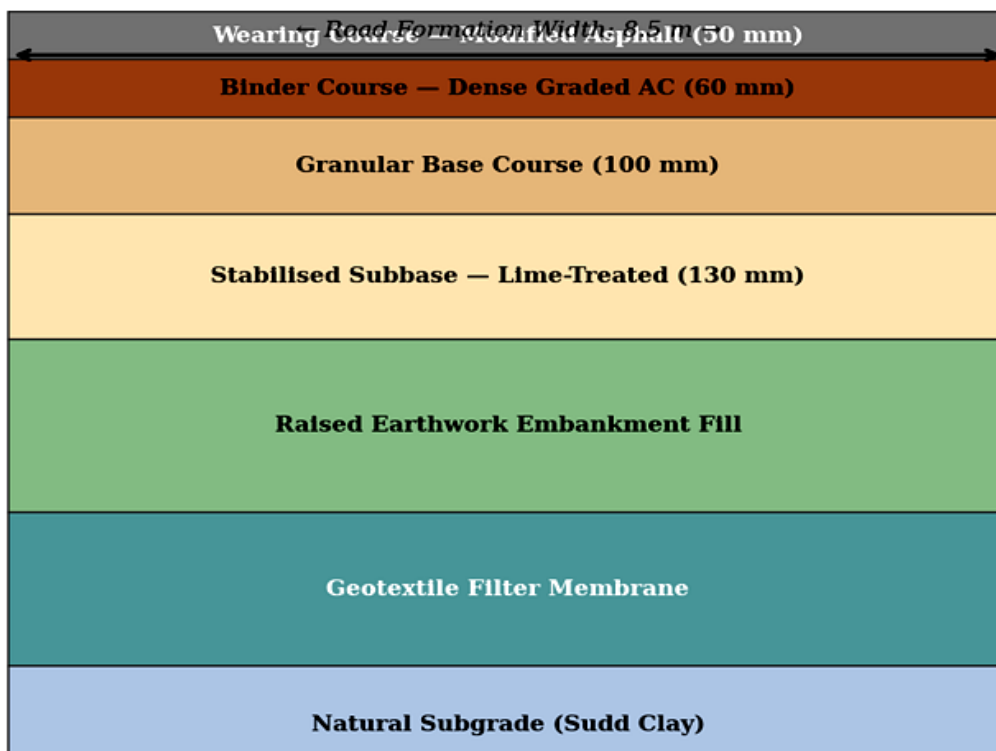 ← Road Formation Width: 8.5 m →
Wearing Course — Modified Asphalt (50 mm)
Binder Course — Dense Graded AC (60 mm)
Granular Base Course (100 mm)
Stabilised Subbase — Lime-Treated (130 mm)
Raised Earthwork Embankment Fill
Geotextile Filter Membrane
Natural Subgrade (Sudd Clay)